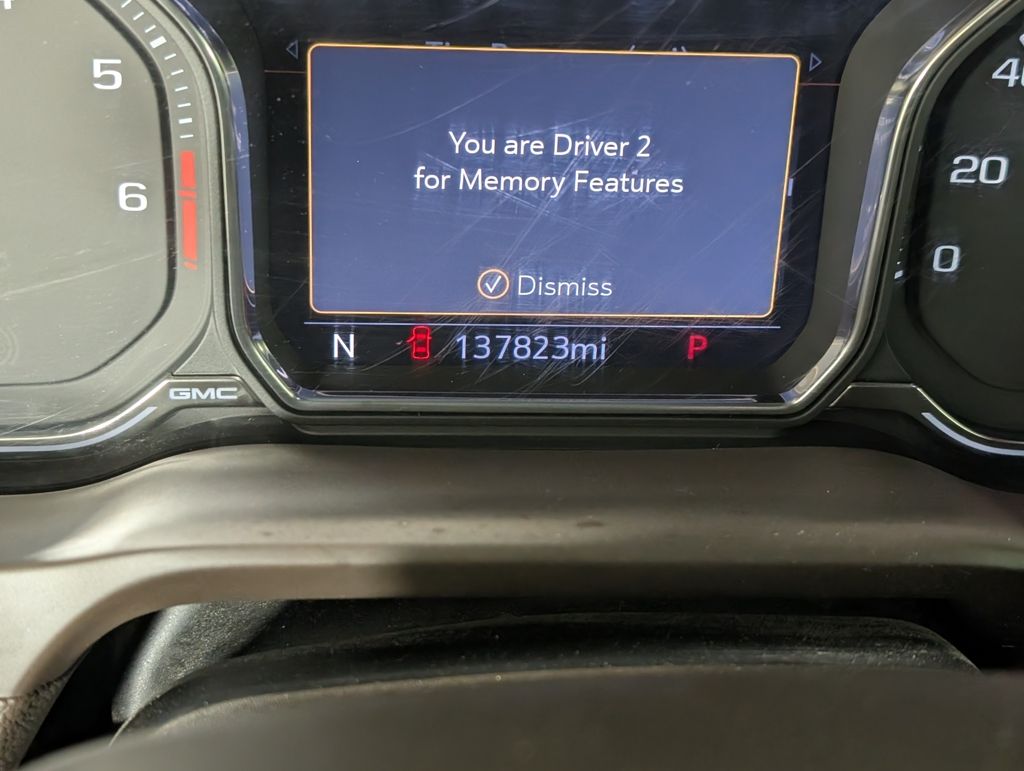 5
6
You are Driver 2
for Memory Features
Dismiss
N
137823mi
P
GMC
20
0